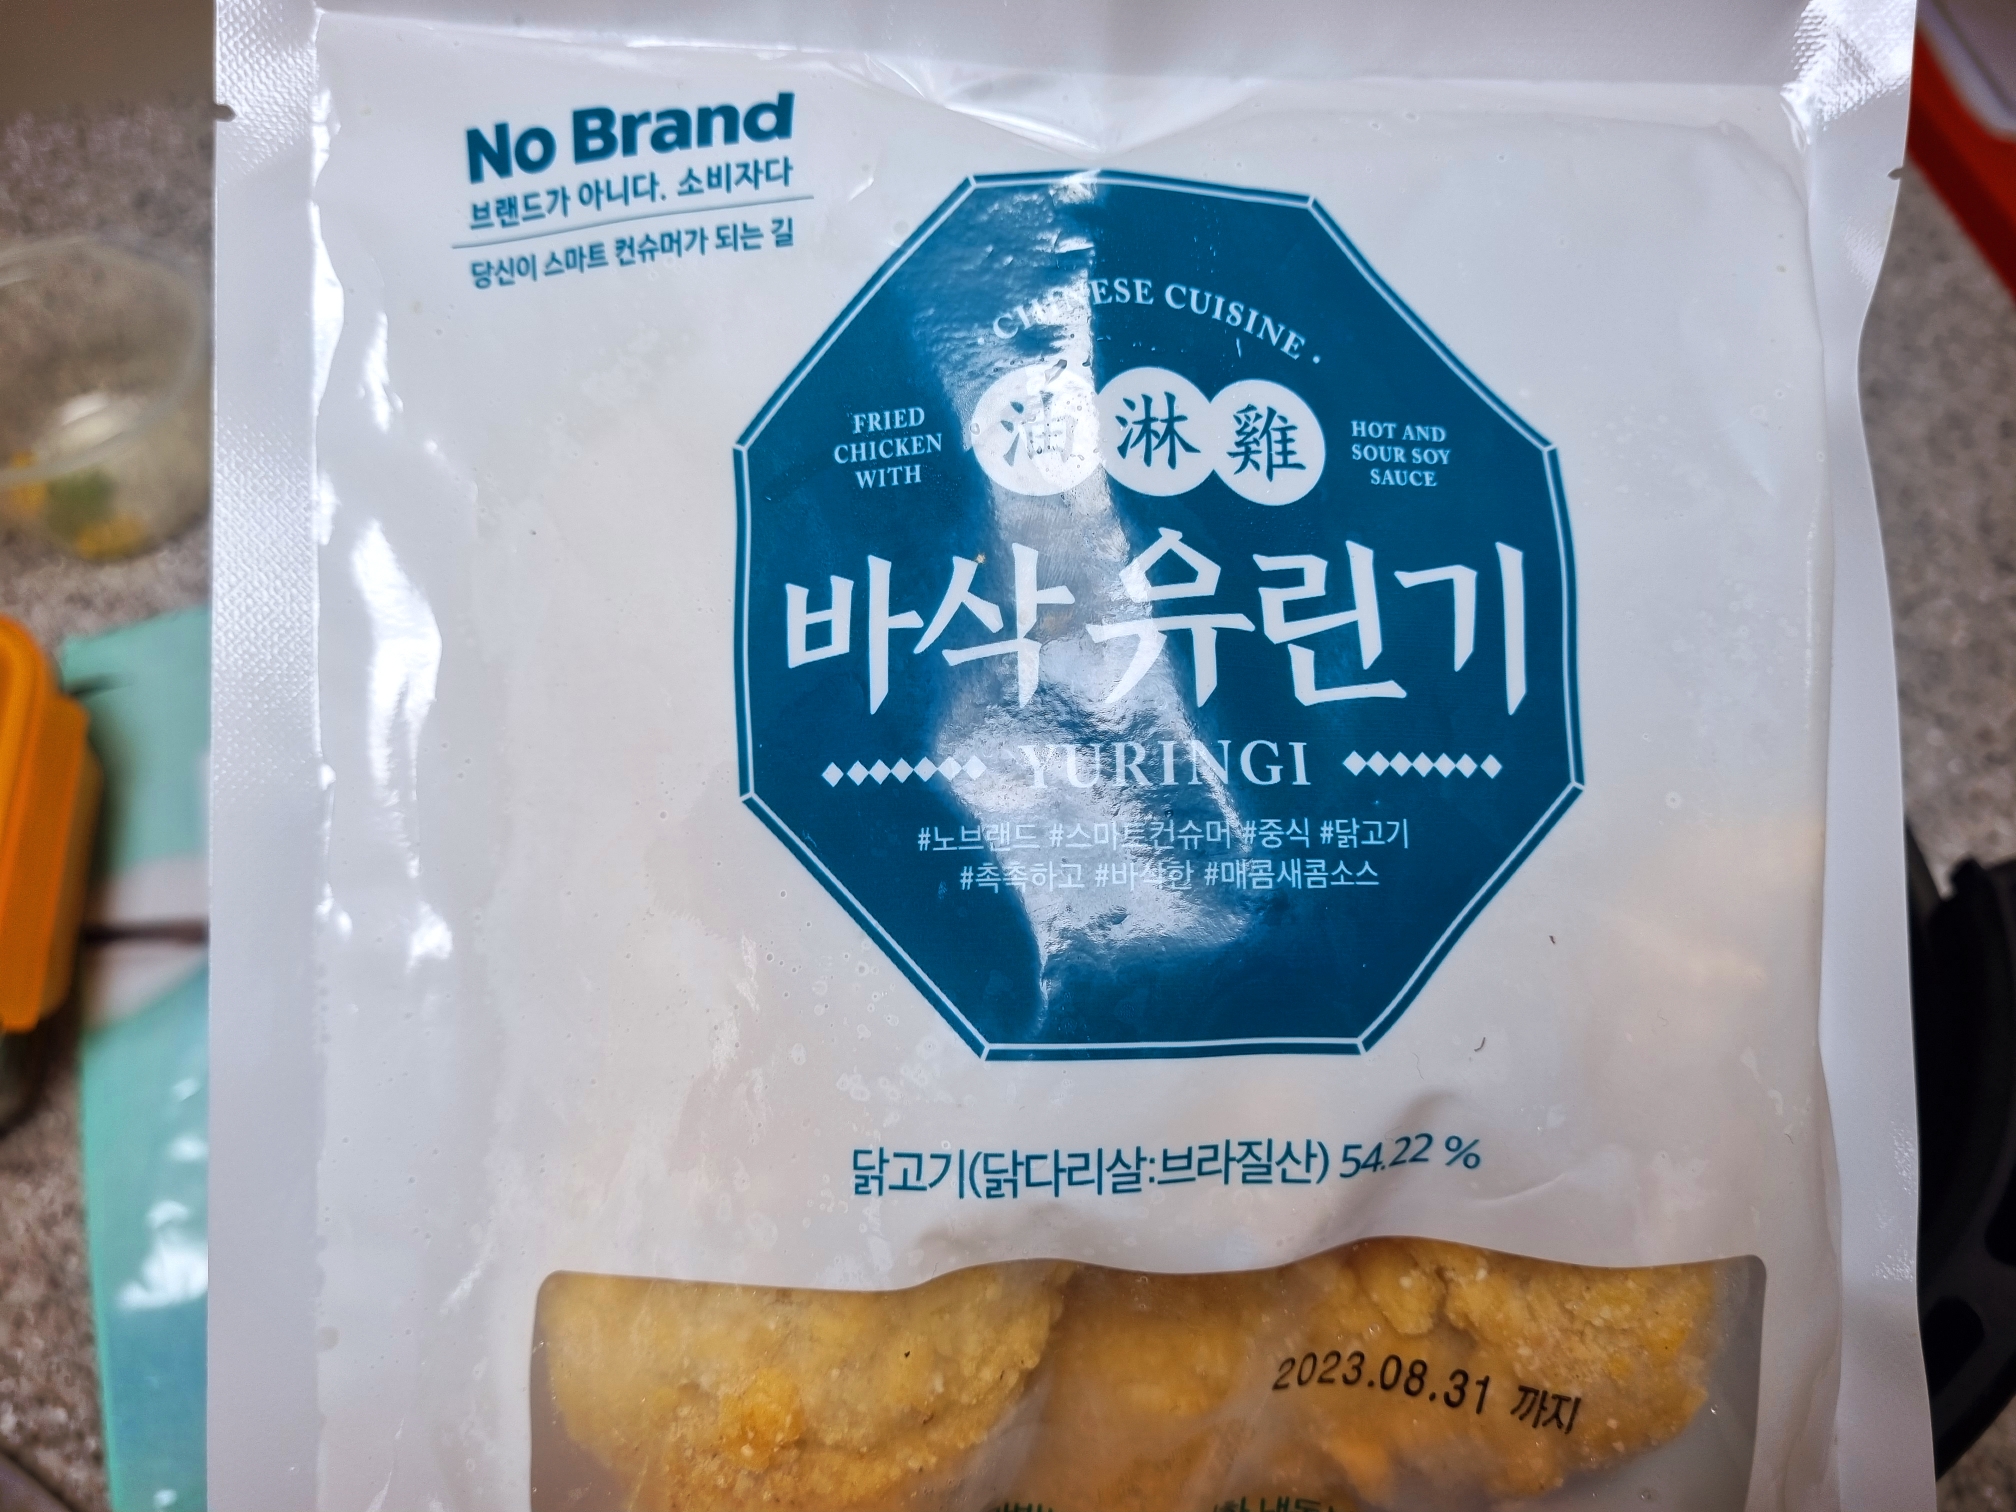 No Brand
브랜드가 아니다. 소비자다
당신이 스마트 컨슈머가 되는 길
· CHINESE CUISINE ·
FRIED
CHICKEN
WITH
油淋雞
HOT AND
SOUR SOY
SAUCE
바삭 유린기
YURINGI
#노브랜드 #스마트컨슈머 #중식 #닭고기
#촉촉하고 #바삭한 #매콤새콤소스
닭고기(닭다리살:브라질산) 54.22 %
2023.08.31 까지